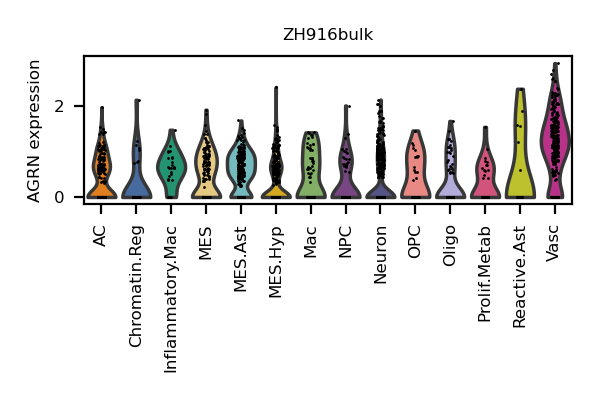 ZH916bulk
AGRN expression
2
0
AC
Chromatin.Reg
Inflammatory.Mac
MES
MES.Ast
MES.Hyp
Mac
NPC
Neuron
OPC
Oligo
Prolif.Metab
Reactive.Ast
Vasc